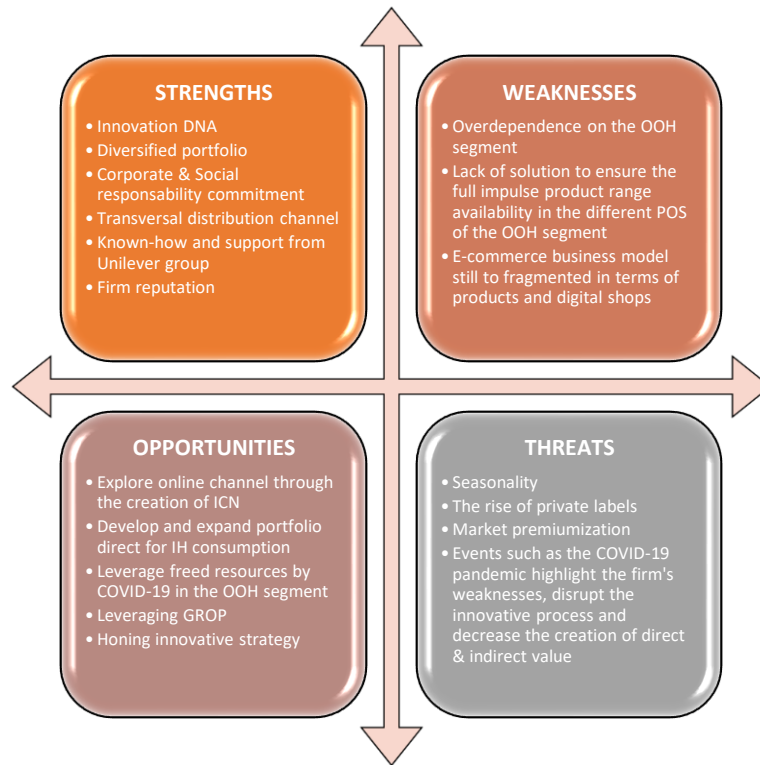 STRENGTHS
• Innovation DNA
• Diversified portfolio
• Corporate & Social
responsability commitment
• Transversal distribution channel
• Known-how and support from
Unilever group
• Firm reputation
WEAKNESSES
• Overdependence on the OOH
segment
• Lack of solution to ensure the
full impulse product range
availability in the different POS
of the OOH segment
• E-commerce business model
still to fragmented in terms of
products and digital shops
OPPORTUNITIES
• Explore online channel through
the creation of ICN
• Develop and expand portfolio
direct for IH consumption
• Leverage freed resources by
COVID-19 in the OOH segment
• Leveraging GROP
• Honing innovative strategy
THREATS
• Seasonality
• The rise of private labels
• Market premiumization
• Events such as the COVID-19
pandemic highlight the firm's
weaknesses, disrupt the
innovative process and
decrease the creation of direct
& indirect value